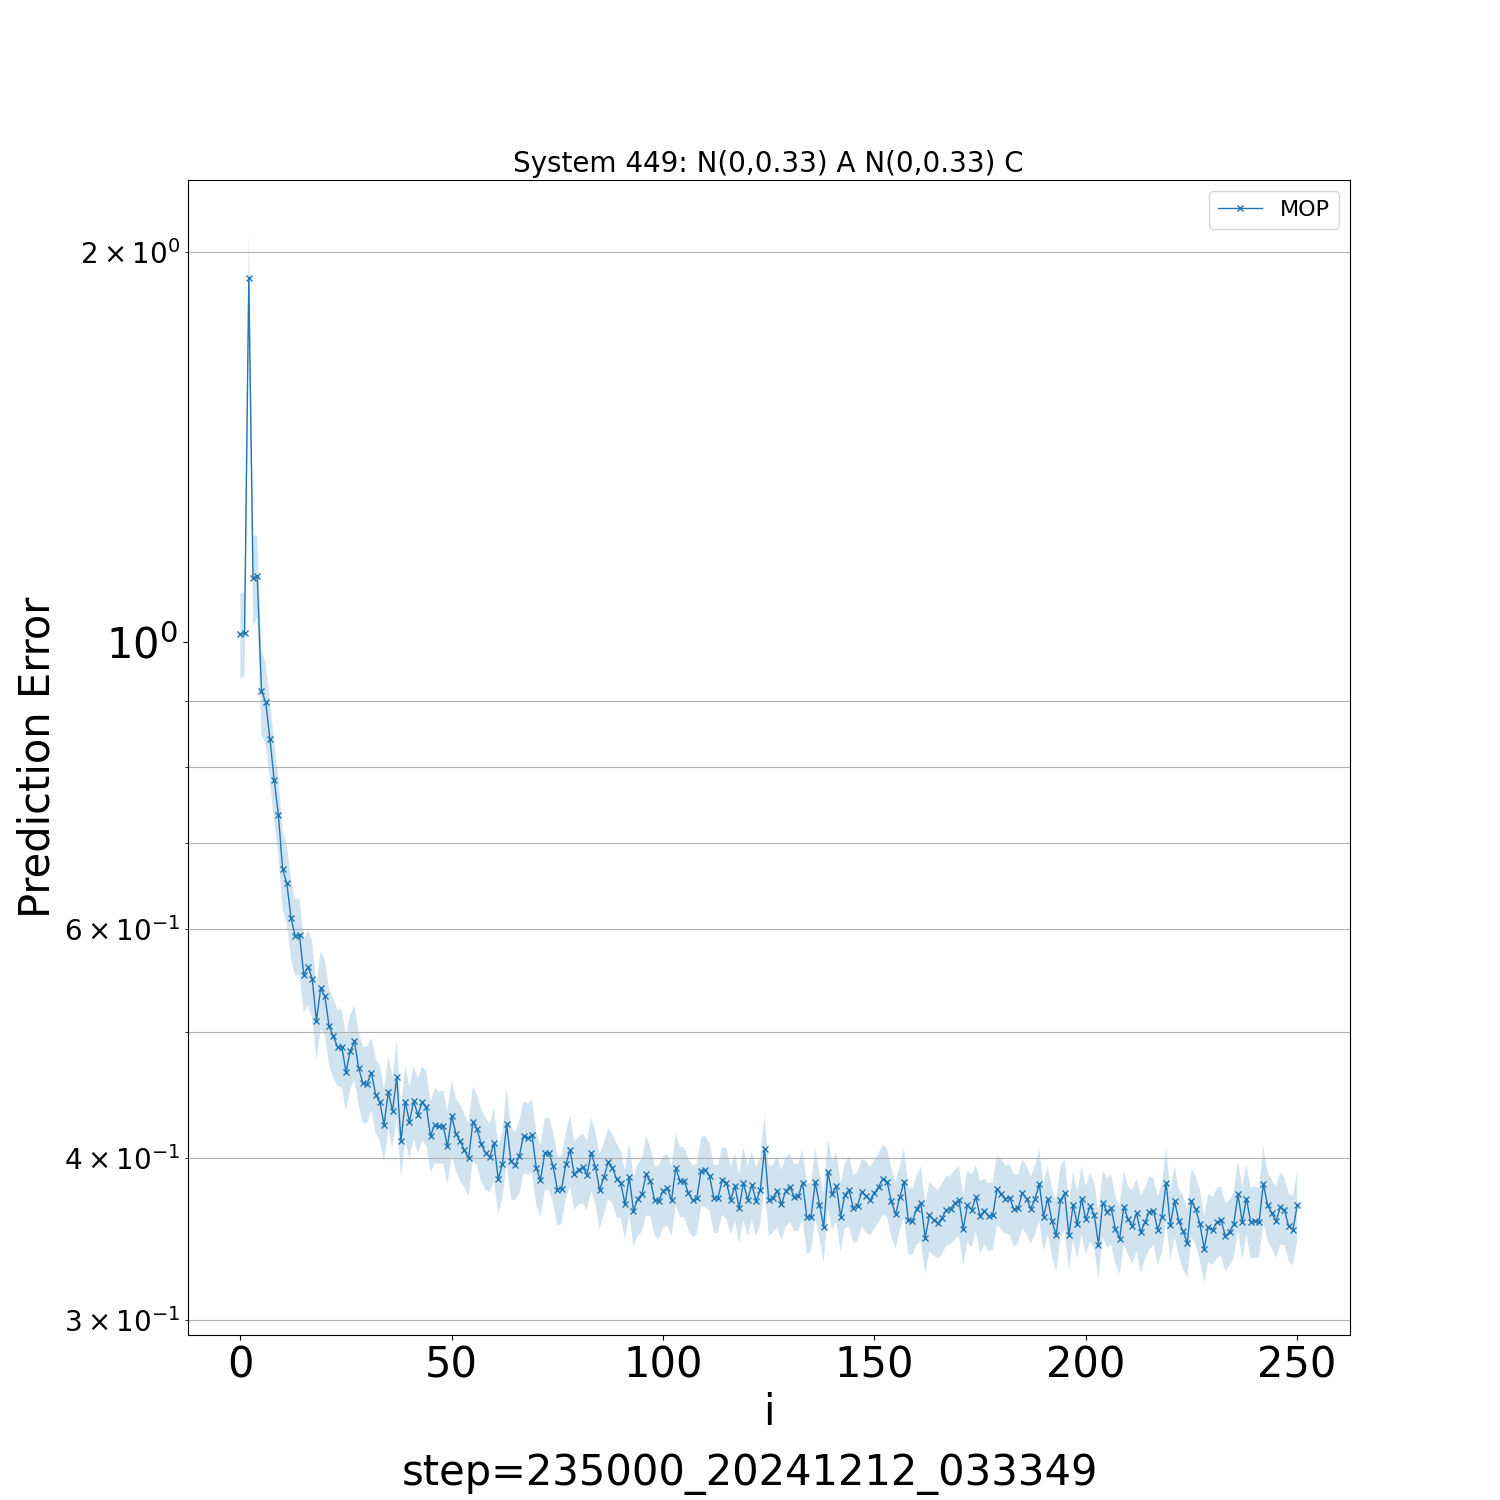 System 449: N(0,0.33) A N(0,0.33) C
MOP
2 × 10⁰
10⁰
6 × 10⁻¹
4 × 10⁻¹
3 × 10⁻¹
Prediction Error
0 50 100 150 200 250
i
step=235000_20241212_033349